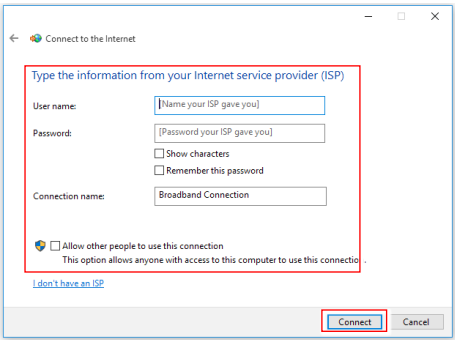 Connect to the Internet
Type the information from your Internet service provider (ISP)
User name:
[Name your ISP gave you]
Password:
[Password your ISP gave you]
Show characters
Remember this password
Connection name:
Broadband Connection
Allow other people to use this connection
This option allows anyone with access to this computer to use this connection.
I don't have an ISP
Connect
Cancel